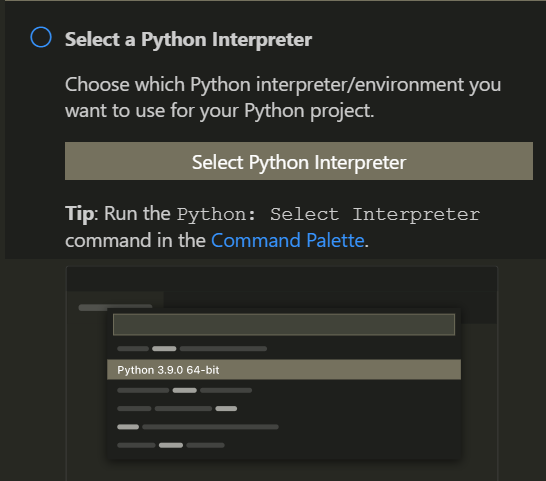 Select a Python Interpreter
Choose which Python interpreter/environment you
want to use for your Python project.
Select Python Interpreter
Tip: Run the Python: Select Interpreter
command in the Command Palette.
Python 3.9.0 64-bit